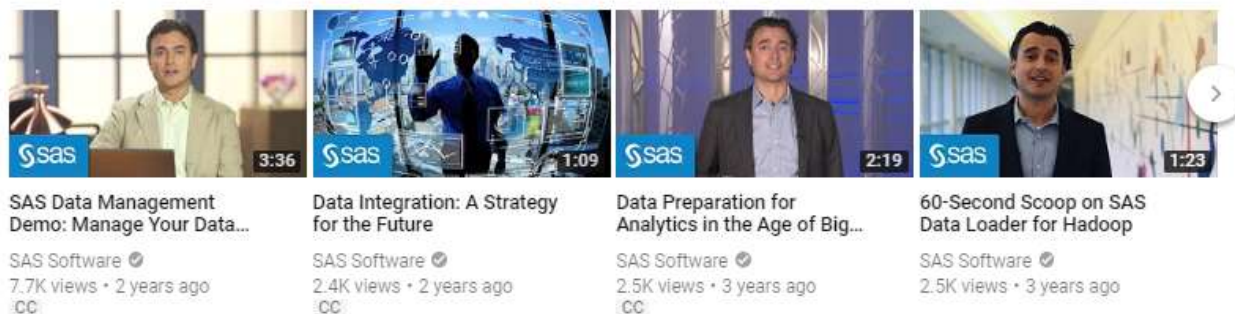 sas
3:36
sas
1:09
sas
2:19
sas
1:23
SAS Data Management
Demo: Manage Your Data...
SAS Software
7.7K views • 2 years ago
CC
Data Integration: A Strategy
for the Future
SAS Software
2.4K views • 2 years ago
CC
Data Preparation for
Analytics in the Age of Big...
SAS Software
2.5K views • 3 years ago
CC
60-Second Scoop on SAS
Data Loader for Hadoop
SAS Software
2.5K views • 3 years ago